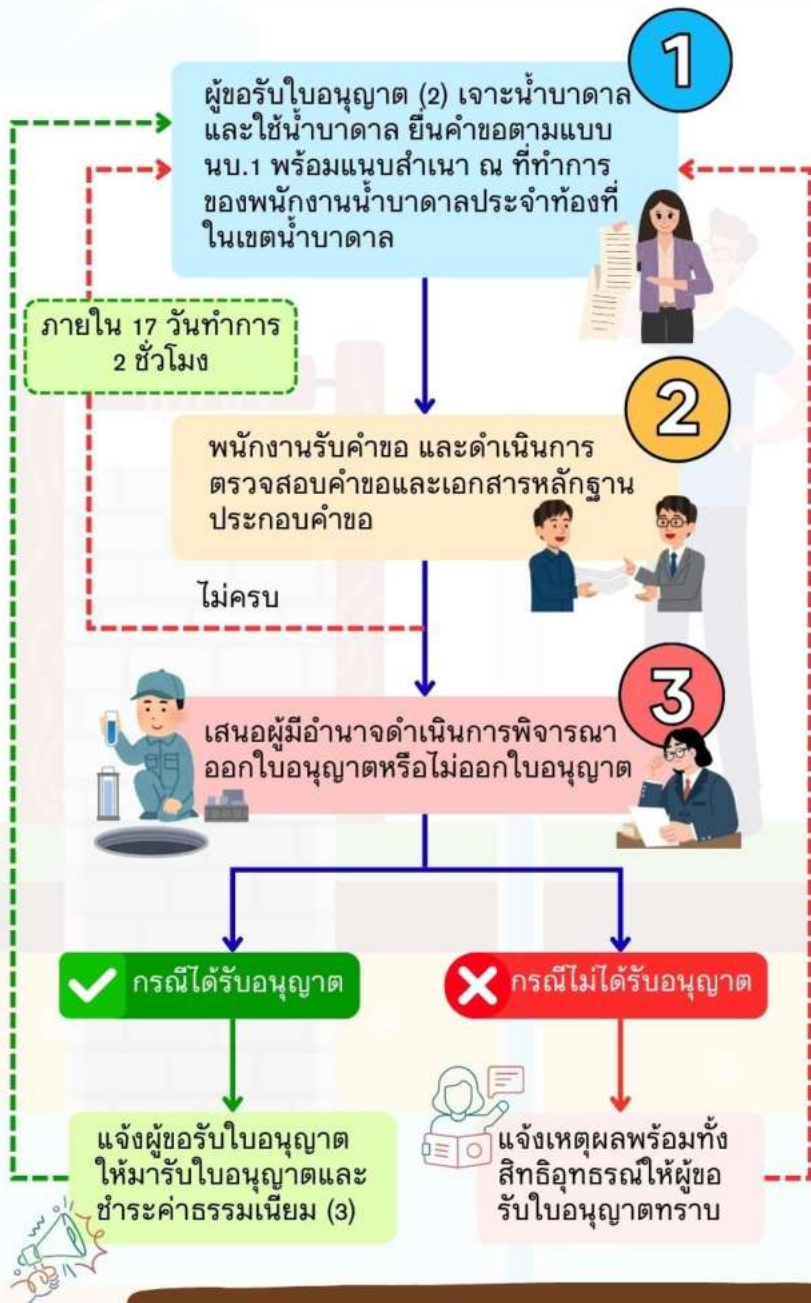 1
ผู้ขอรับใบอนุญาต (2) เจาะน้ำบาดาล
และใช้น้ำบาดาล ยื่นคำขอตามแบบ
นบ.1 พร้อมแนบสำเนา ณ ที่ทำการ
ของพนักงานน้ำบาดาลประจำท้องที่
ในเขตน้ำบาดาล
ภายใน 17 วันทำการ
2 ชั่วโมง
2
พนักงานรับคำขอ และดำเนินการ
ตรวจสอบคำขอและเอกสารหลักฐาน
ประกอบคำขอ
ไม่ครบ
3
เสนอผู้มีอำนาจดำเนินการพิจารณา
ออกใบอนุญาตหรือไม่ออกใบอนุญาต
กรณีได้รับอนุญาต
กรณีไม่ได้รับอนุญาต
แจ้งผู้ขอรับใบอนุญาต
ให้มารับใบอนุญาตและ
ชำระค่าธรรมเนียม (3)
แจ้งเหตุผลพร้อมทั้ง
สิทธิอุทธรณ์ให้ผู้ขอ
รับใบอนุญาตทราบ